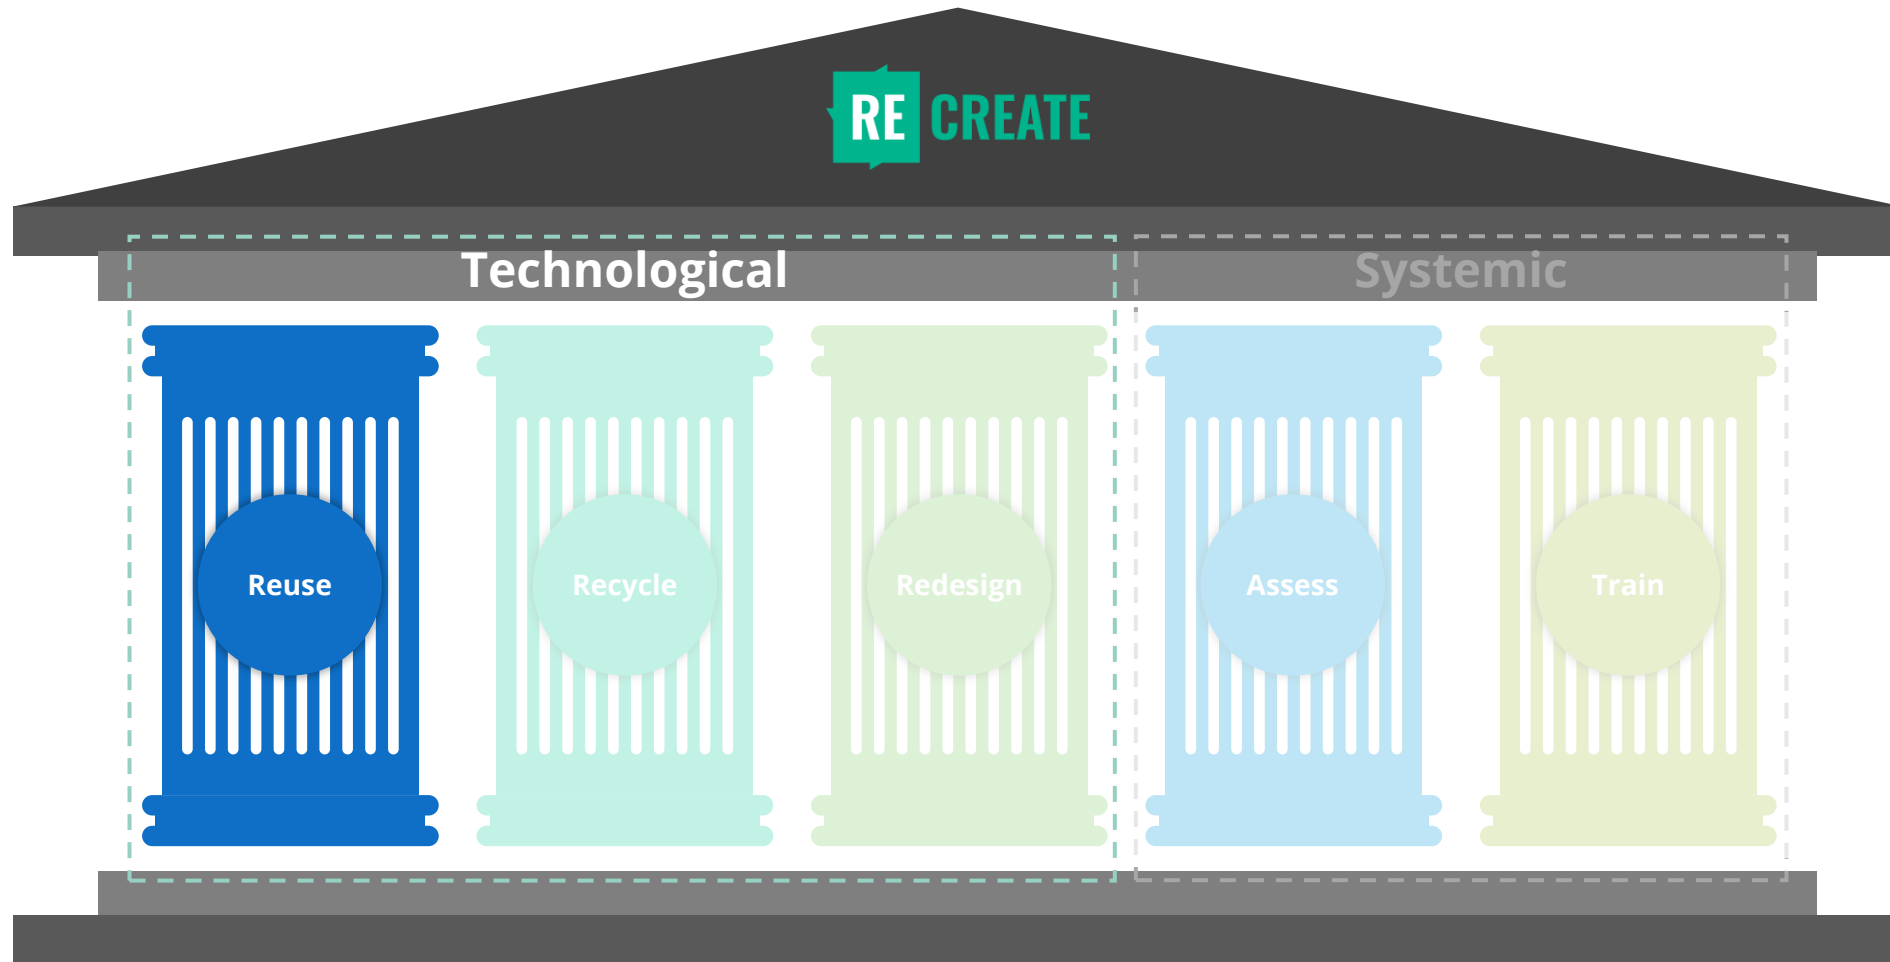 RE CREATE
Technological
Systemic
Reuse
Recycle
Redesign
Assess
Train